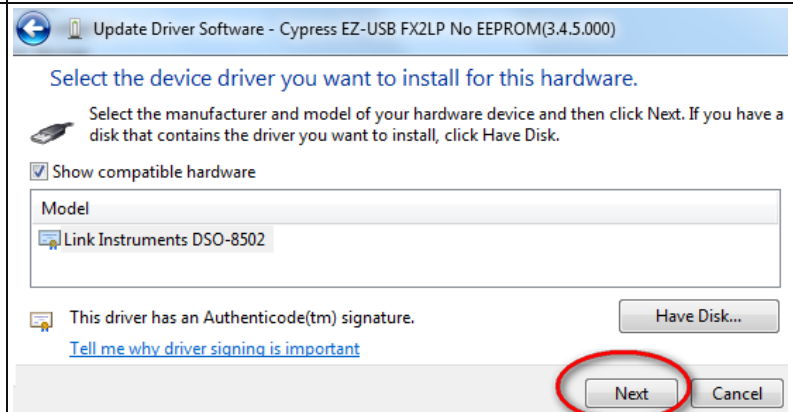 Update Driver Software - Cypress EZ-USB FX2LP No EEPROM(3.4.5.000)
Select the device driver you want to install for this hardware.
Select the manufacturer and model of your hardware device and then click Next. If you have a
disk that contains the driver you want to install, click Have Disk.
Show compatible hardware
Model
Link Instruments DSO-8502
This driver has an Authenticode(tm) signature.
Have Disk...
Tell me why driver signing is important
Next
Cancel